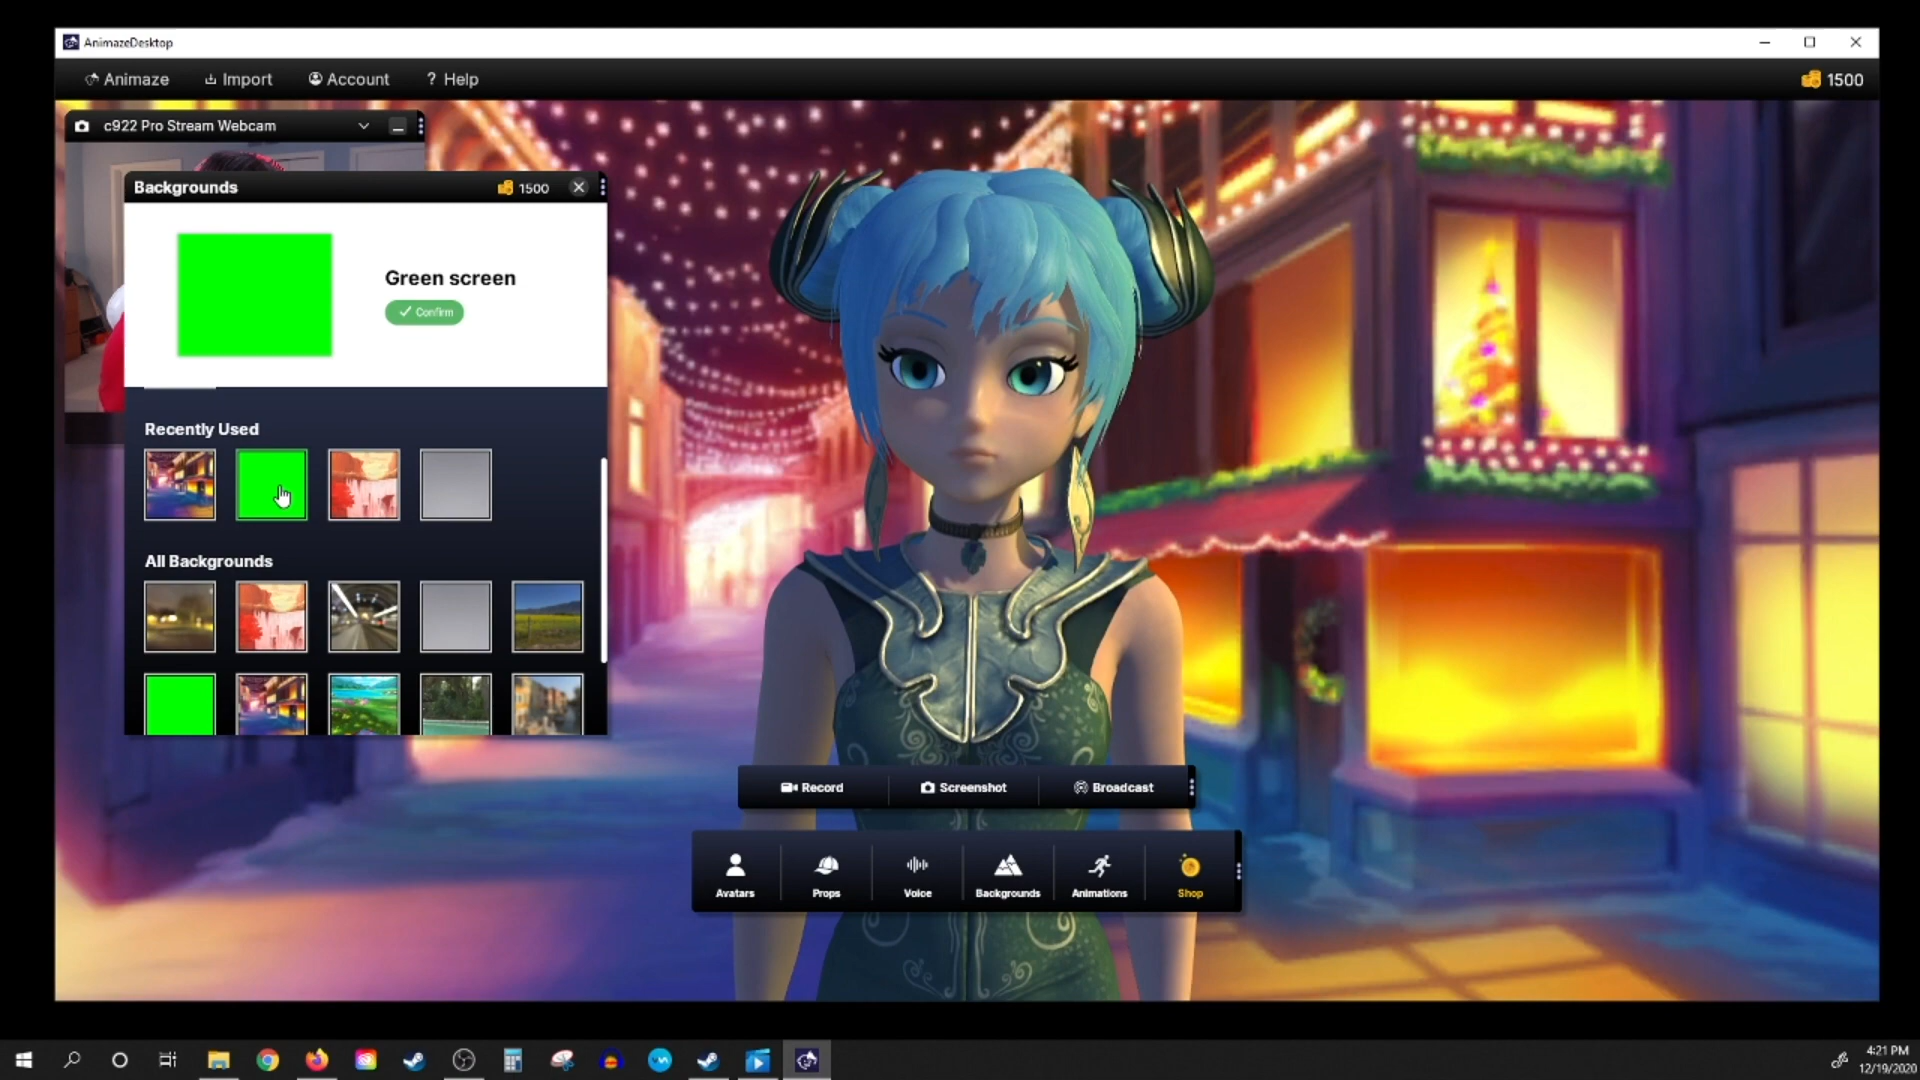 AnimazeDesktop
Animaze
Import
Account
? Help
1500
c922 Pro Stream Webcam
Backgrounds
1500
Green screen
Confirm
Recently Used
All Backgrounds
Record
Screenshot
Broadcast
Avatars
Props
Voice
Backgrounds
Animations
Shop
4:21 PM
12/19/2020